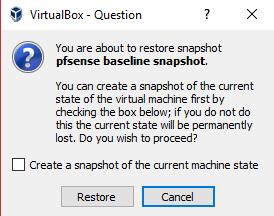 VirtualBox - Question
You are about to restore snapshot
pfsense baseline snapshot.
You can create a snapshot of the current
state of the virtual machine first by
checking the box below; if you do not do
this the current state will be permanently
lost. Do you wish to proceed?
Create a snapshot of the current machine state
Restore
Cancel